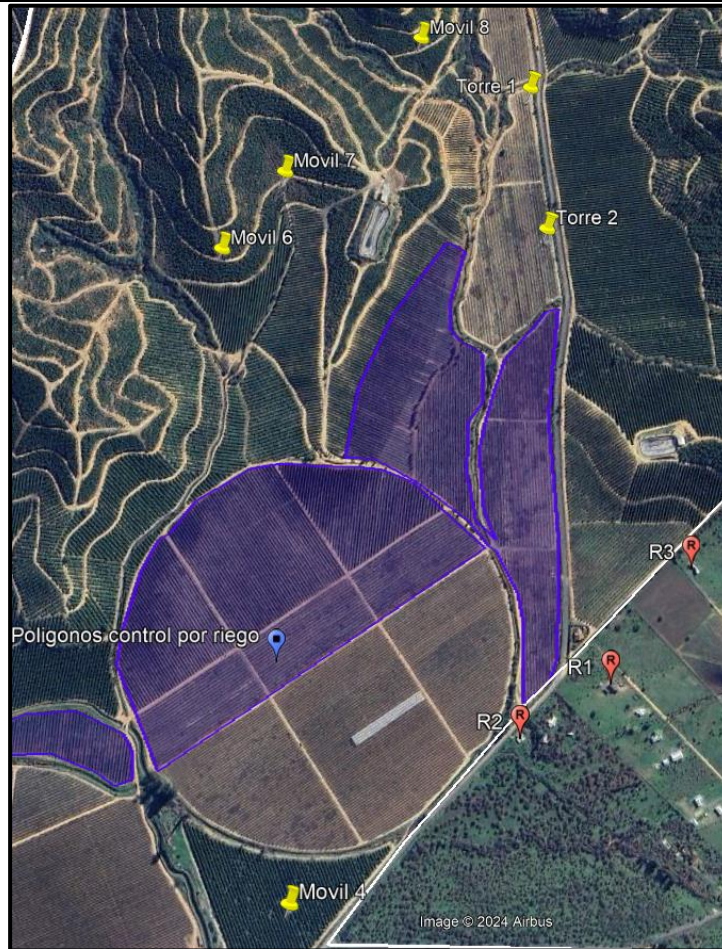 Movil 8
Torre 1
Movil 7
Torre 2
Movil 6
R3
R
Poligonos control por riego
R1
R
R2
R
Movil 4
Image © 2024 Airbus